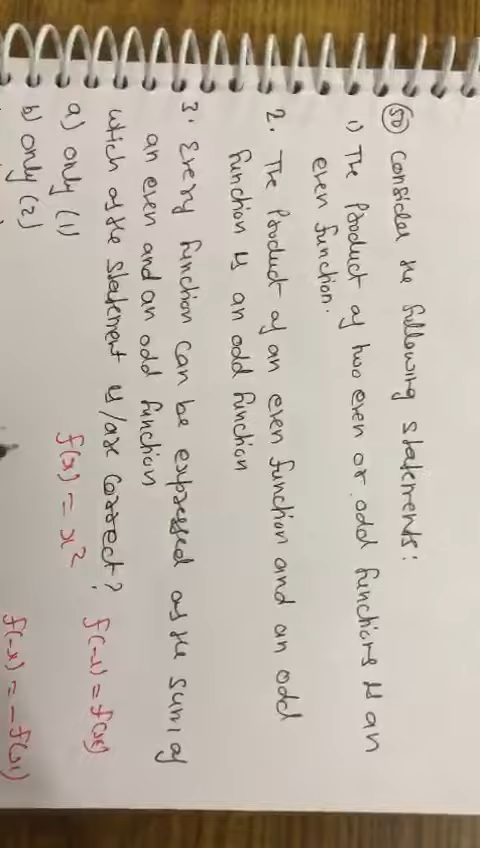 50 Consider the following statements:
1) The Product of two even or odd functions is an
even function.
2. The Product of an even function and an odd
function is an odd function
3. Every function can be expressed as the sum of
an even and an odd function
which of the statement is/are correct?
f(-x) = f(x)
a) only (1)
f(x) = x²
b) only (2)
f(-x) = -f(x)